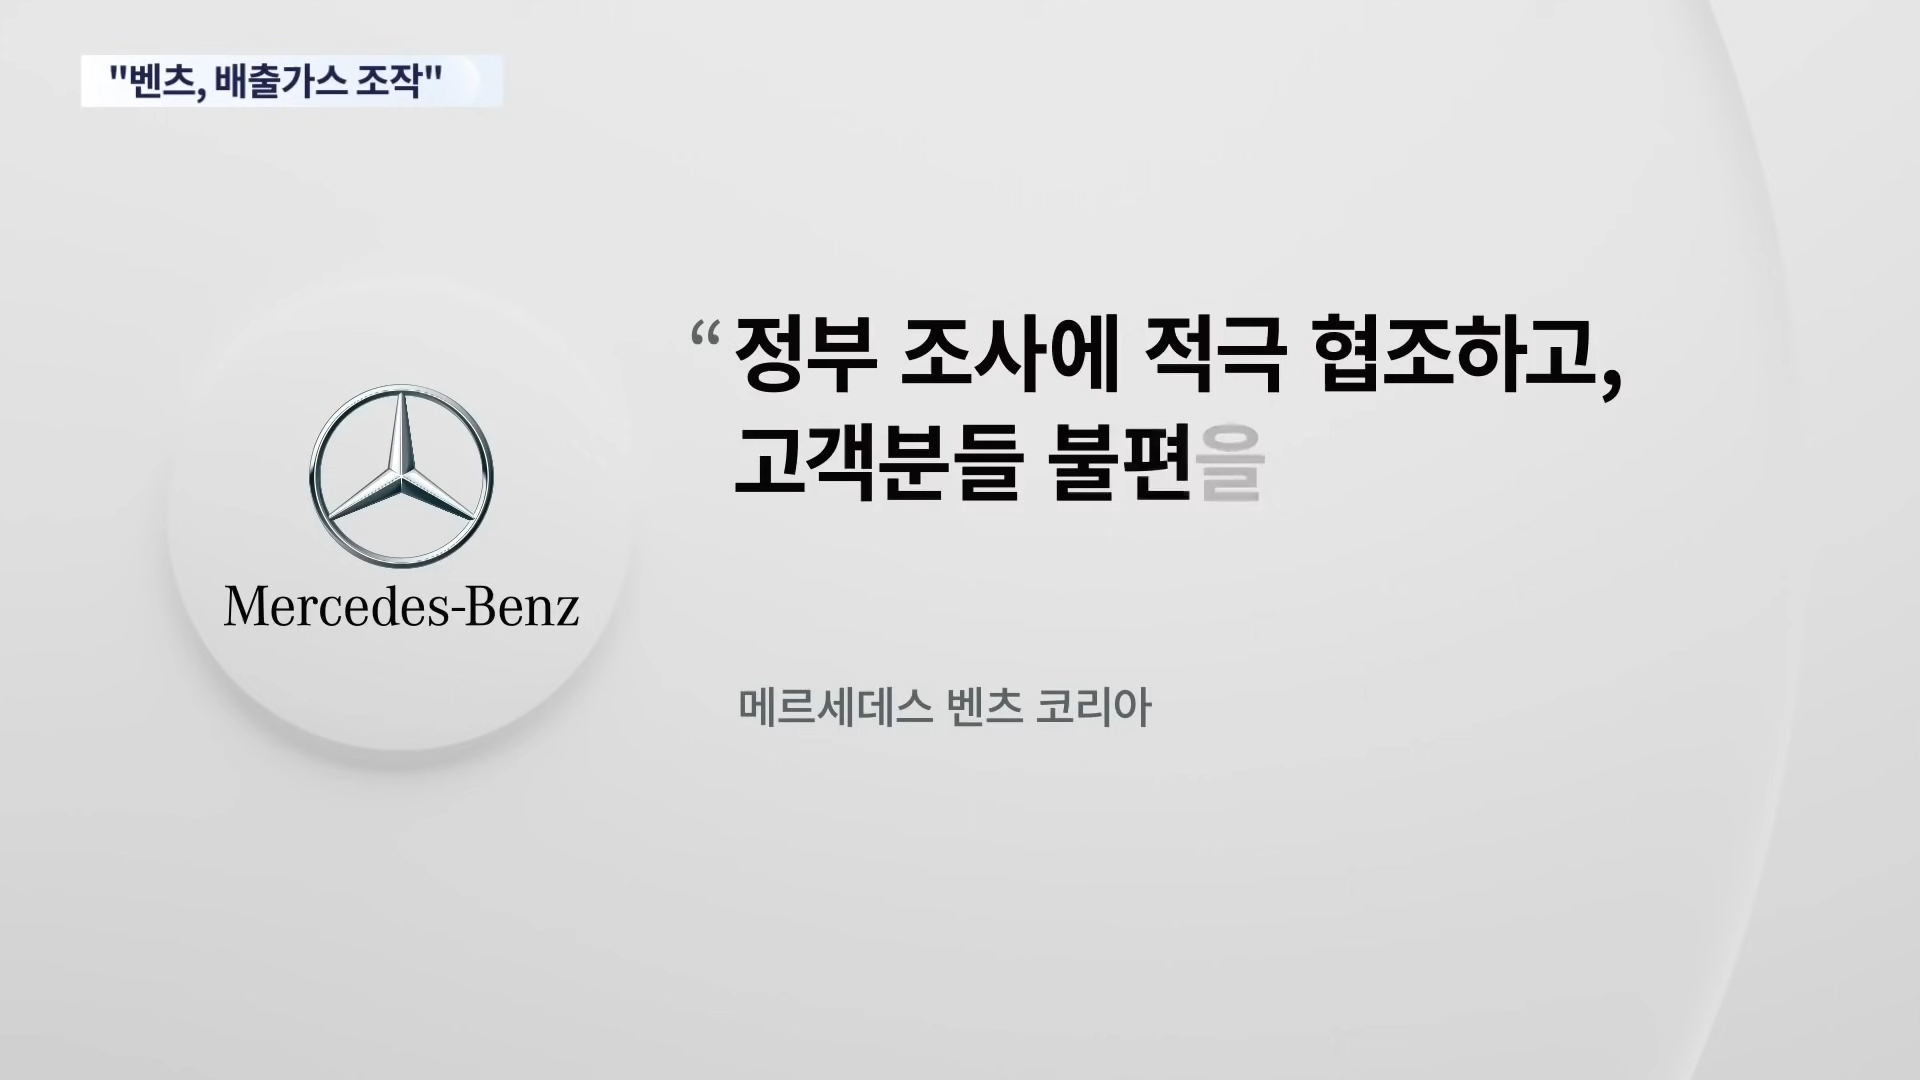 "벤츠, 배출가스 조작"
“정부 조사에 적극 협조하고,
고객분들 불편을
Mercedes-Benz
메르세데스 벤츠 코리아